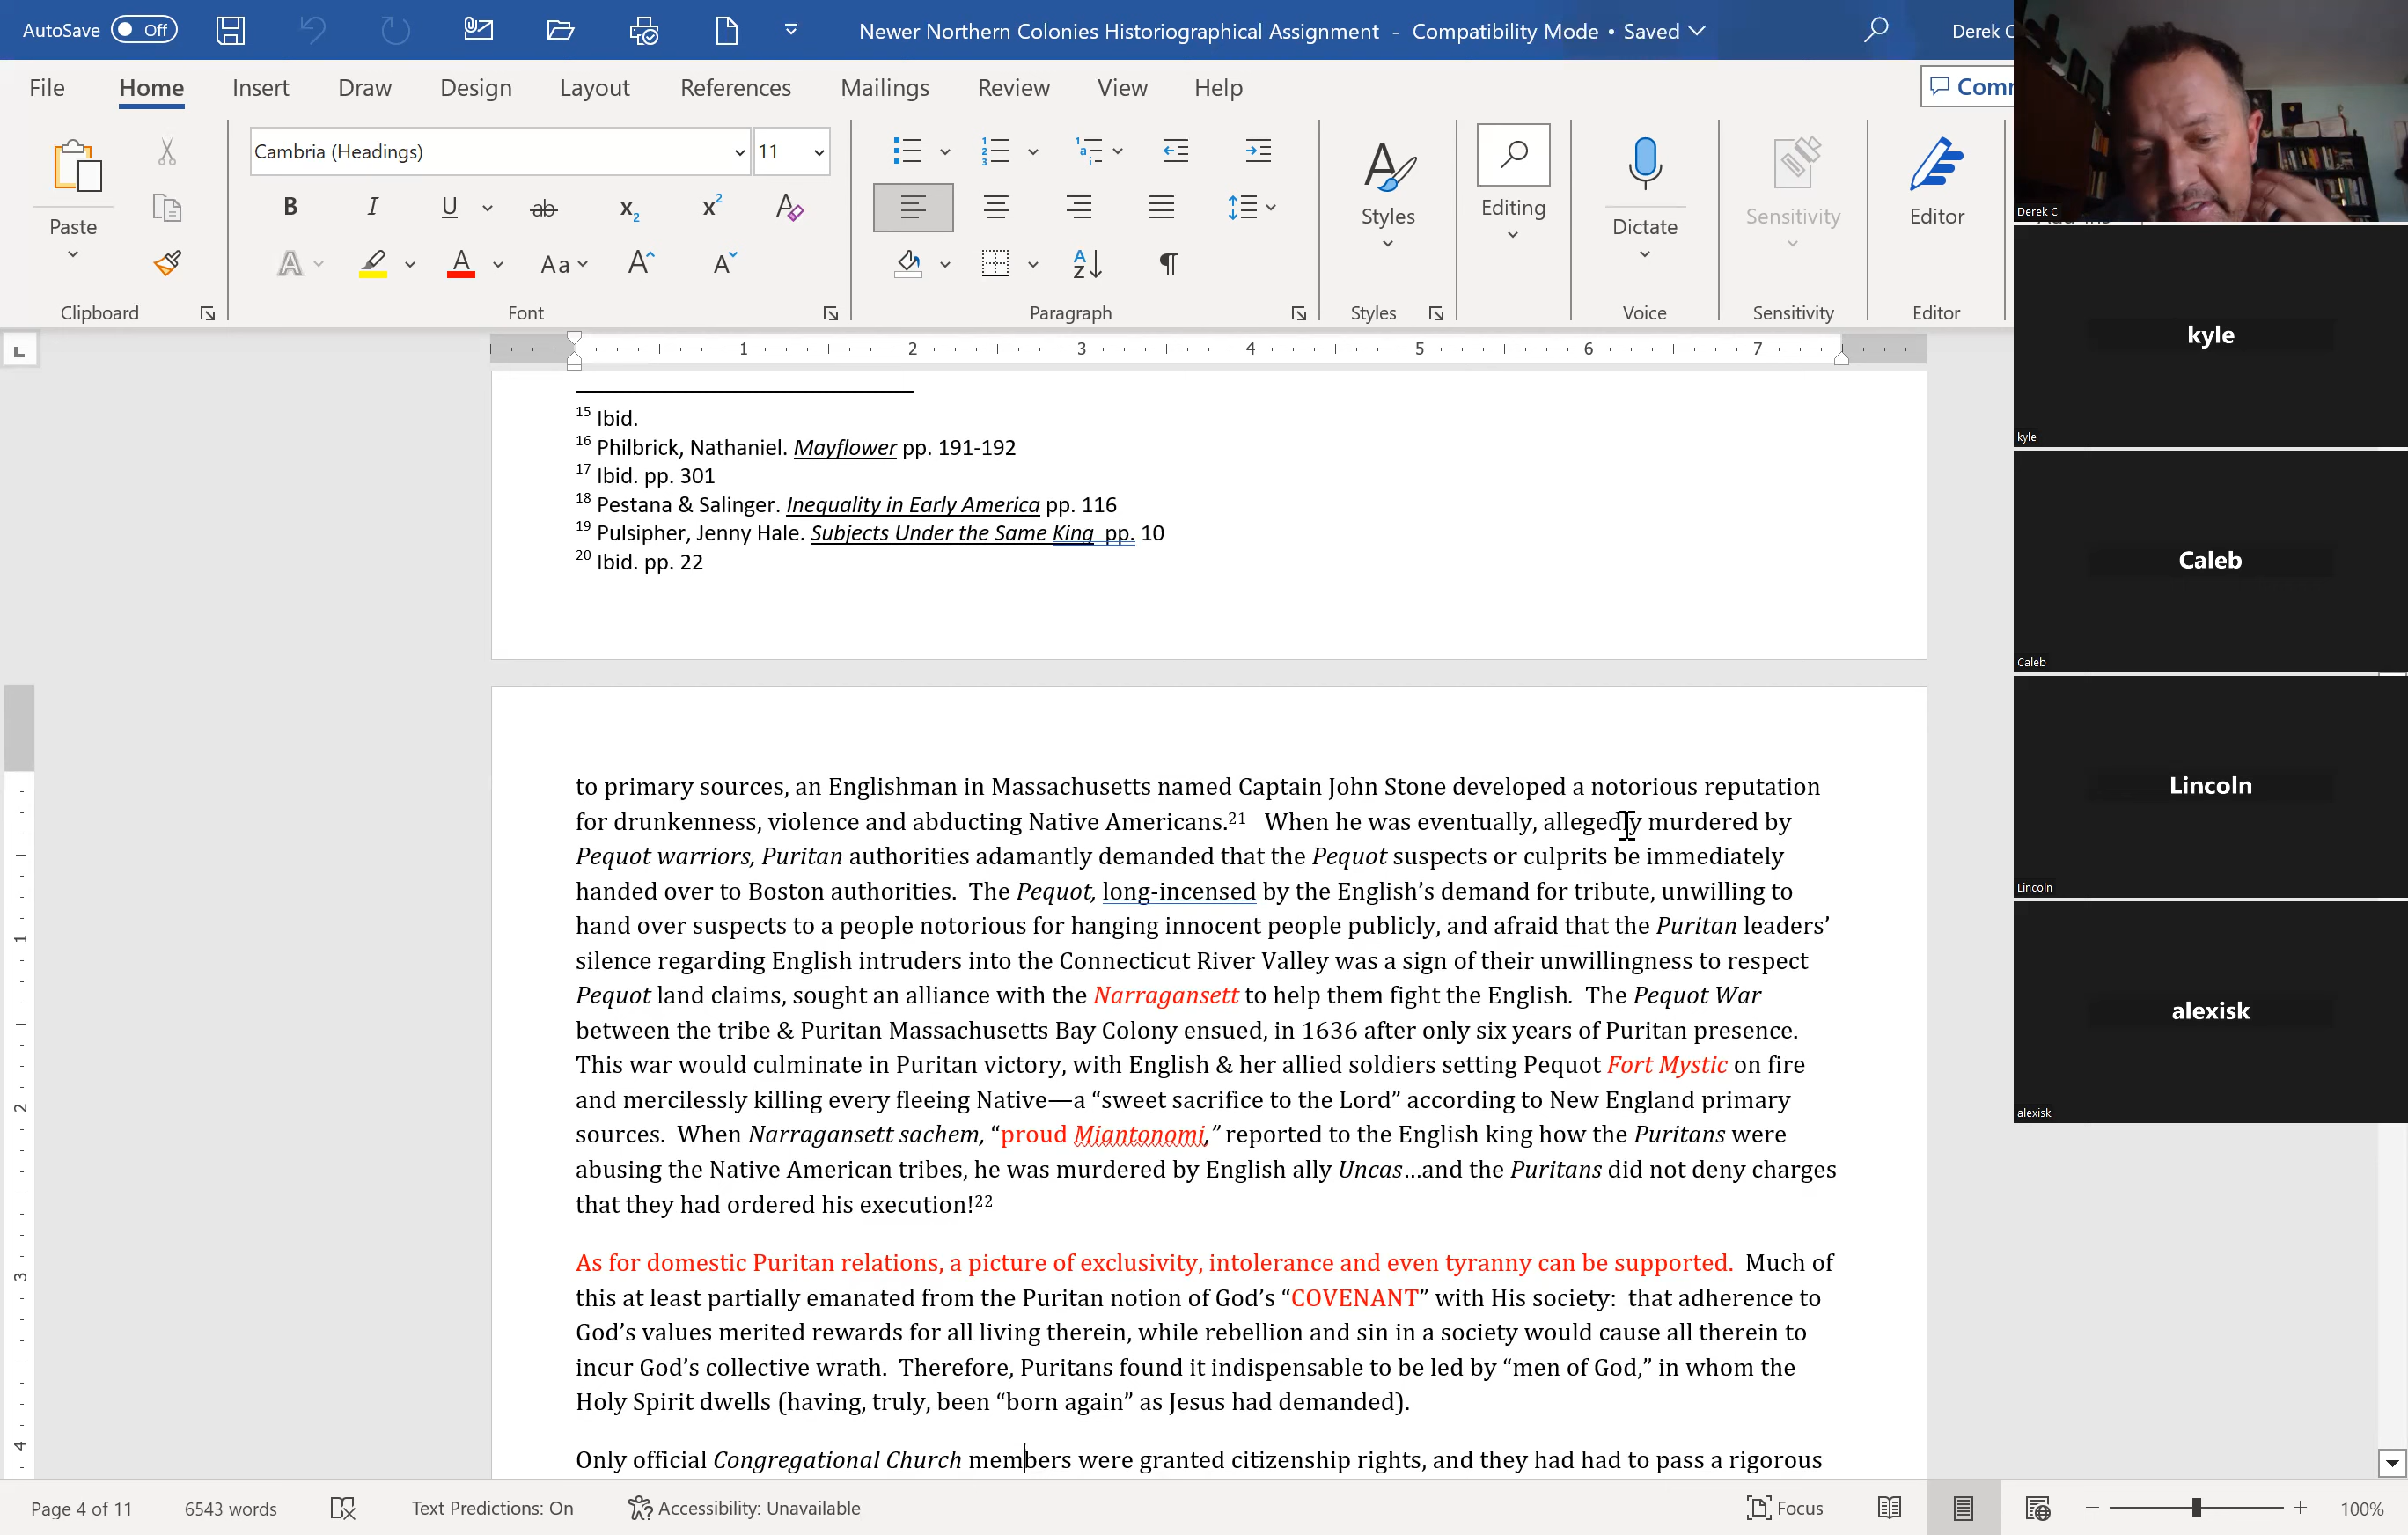 AutoSave Off
Newer Northern Colonies Historiographical Assignment - Compatibility Mode • Saved
Derek C
File Home Insert Draw Design Layout References Mailings Review View Help
Comm
Cambria (Headings) 11
Paste
Styles
Editing
Dictate
Sensitivity
Editor
Clipboard Font Paragraph Styles Voice Sensitivity Editor
1 2 3 4 5 6 7
15 Ibid.
16 Philbrick, Nathaniel. Mayflower pp. 191-192
17 Ibid. pp. 301
18 Pestana & Salinger. Inequality in Early America pp. 116
19 Pulsipher, Jenny Hale. Subjects Under the Same King pp. 10
20 Ibid. pp. 22
to primary sources, an Englishman in Massachusetts named Captain John Stone developed a notorious reputation
for drunkenness, violence and abducting Native Americans.21 When he was eventually, allegedly murdered by
Pequot warriors, Puritan authorities adamantly demanded that the Pequot suspects or culprits be immediately
handed over to Boston authorities. The Pequot, long-incensed by the English’s demand for tribute, unwilling to
hand over suspects to a people notorious for hanging innocent people publicly, and afraid that the Puritan leaders’
silence regarding English intruders into the Connecticut River Valley was a sign of their unwillingness to respect
Pequot land claims, sought an alliance with the Narragansett to help them fight the English. The Pequot War
between the tribe & Puritan Massachusetts Bay Colony ensued, in 1636 after only six years of Puritan presence.
This war would culminate in Puritan victory, with English & her allied soldiers setting Pequot Fort Mystic on fire
and mercilessly killing every fleeing Native—a “sweet sacrifice to the Lord” according to New England primary
sources. When Narragansett sachem, “proud Miantonomi,” reported to the English king how the Puritans were
abusing the Native American tribes, he was murdered by English ally Uncas…and the Puritans did not deny charges
that they had ordered his execution!22
As for domestic Puritan relations, a picture of exclusivity, intolerance and even tyranny can be supported. Much of
this at least partially emanated from the Puritan notion of God’s “COVENANT” with His society: that adherence to
God’s values merited rewards for all living therein, while rebellion and sin in a society would cause all therein to
incur God’s collective wrath. Therefore, Puritans found it indispensable to be led by “men of God,” in whom the
Holy Spirit dwells (having, truly, been “born again” as Jesus had demanded).
Only official Congregational Church members were granted citizenship rights, and they had had to pass a rigorous
1
2
3
4
Derek C
kyle
kyle
Caleb
Caleb
Lincoln
Lincoln
alexisk
alexisk
Page 4 of 11 6543 words Text Predictions: On Accessibility: Unavailable Focus 100%